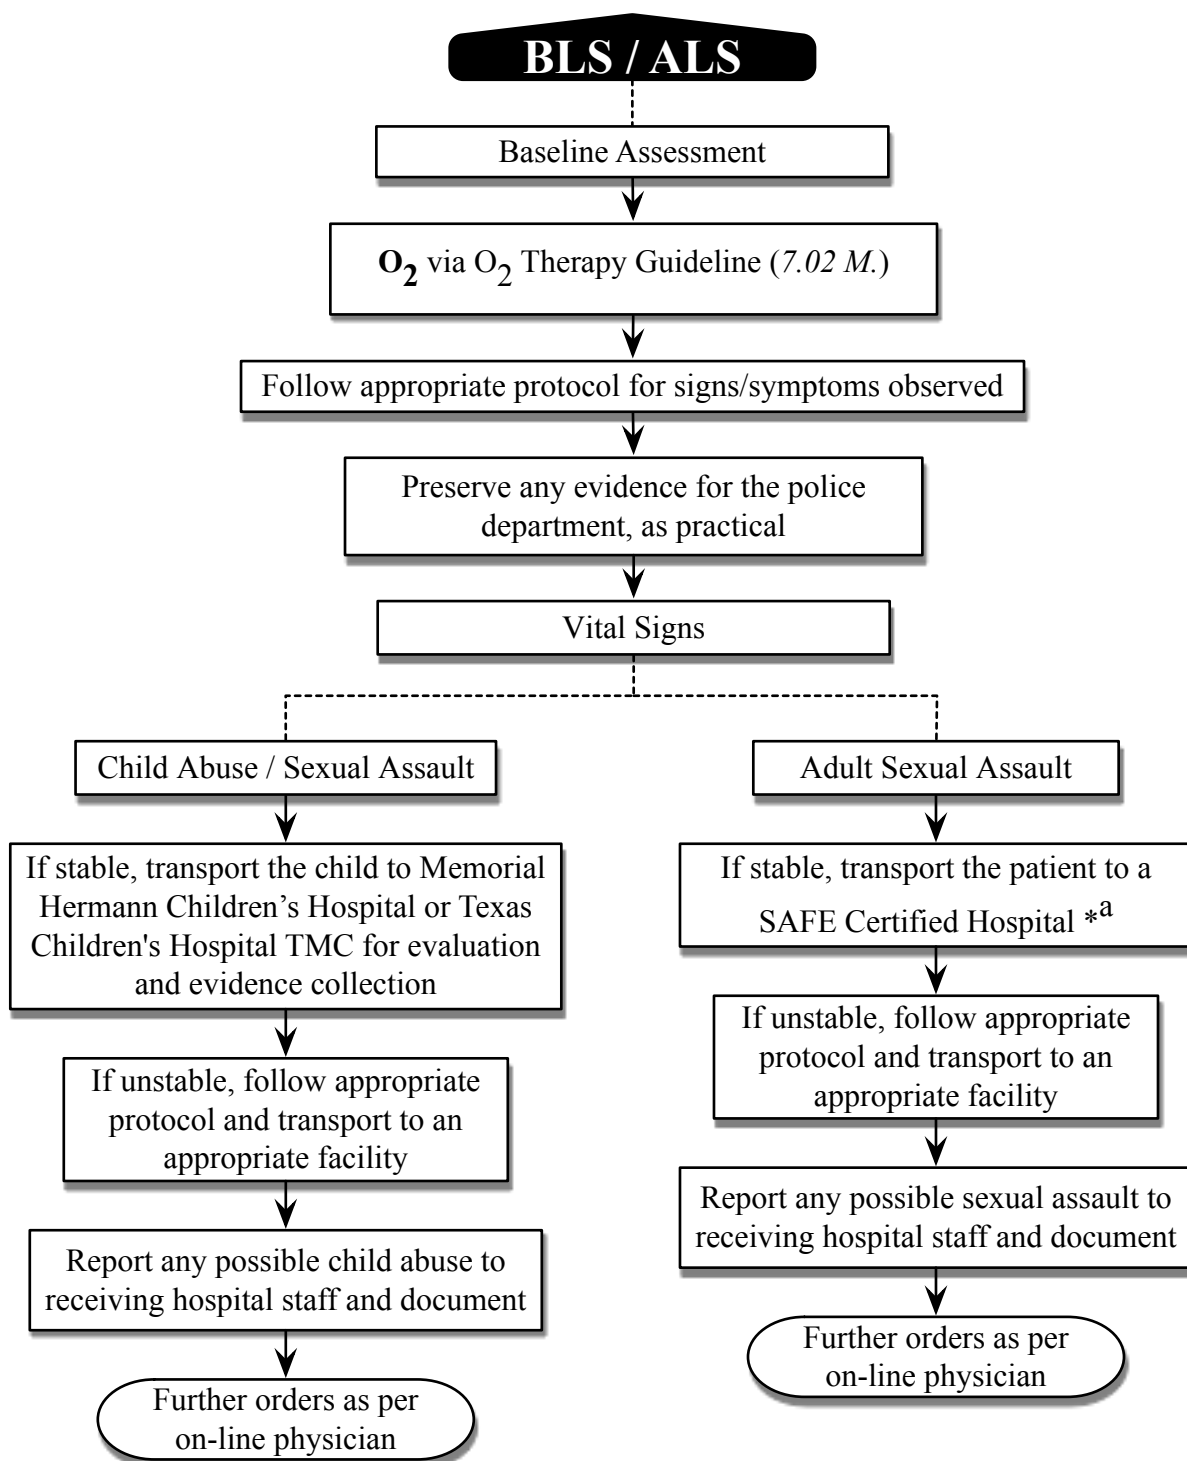 BLS / ALS
Baseline Assessment
O2 via O2 Therapy Guideline (7.02 M.)
Follow appropriate protocol for signs/symptoms observed
Preserve any evidence for the police
department, as practical
Vital Signs
Child Abuse / Sexual Assault
If stable, transport the child to Memorial
Hermann Children’s Hospital or Texas
Children's Hospital TMC for evaluation
and evidence collection
If unstable, follow appropriate
protocol and transport to an
appropriate facility
Report any possible child abuse to
receiving hospital staff and document
Further orders as per
on-line physician
Adult Sexual Assault
If stable, transport the patient to a
SAFE Certified Hospital *a
If unstable, follow appropriate
protocol and transport to an
appropriate facility
Report any possible sexual assault to
receiving hospital staff and document
Further orders as per
on-line physician